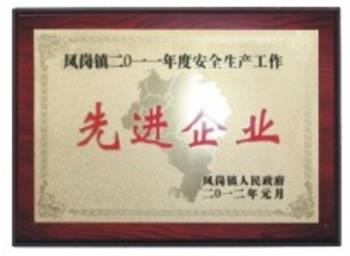 凤岗镇二〇一一年度安全生产工作
先进企业
凤岗镇人民政府
二〇一二年元月